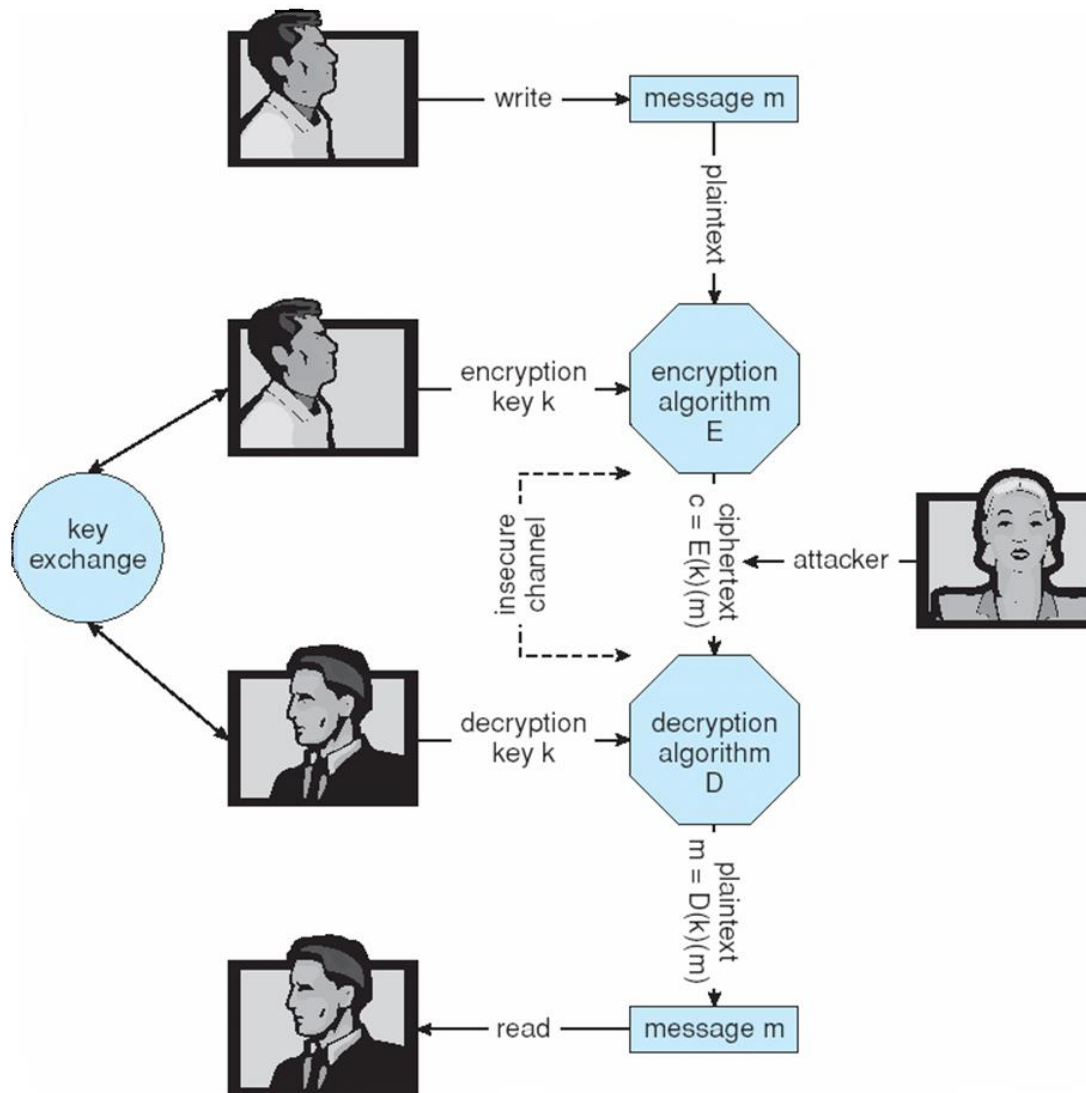 write
message m
plaintext
encryption
key k
encryption
algorithm
E
key
exchange
insecure
channel
ciphertext
c = E(k)(m)
attacker
decryption
key k
decryption
algorithm
D
plaintext
m = D(k)(m)
read
message m